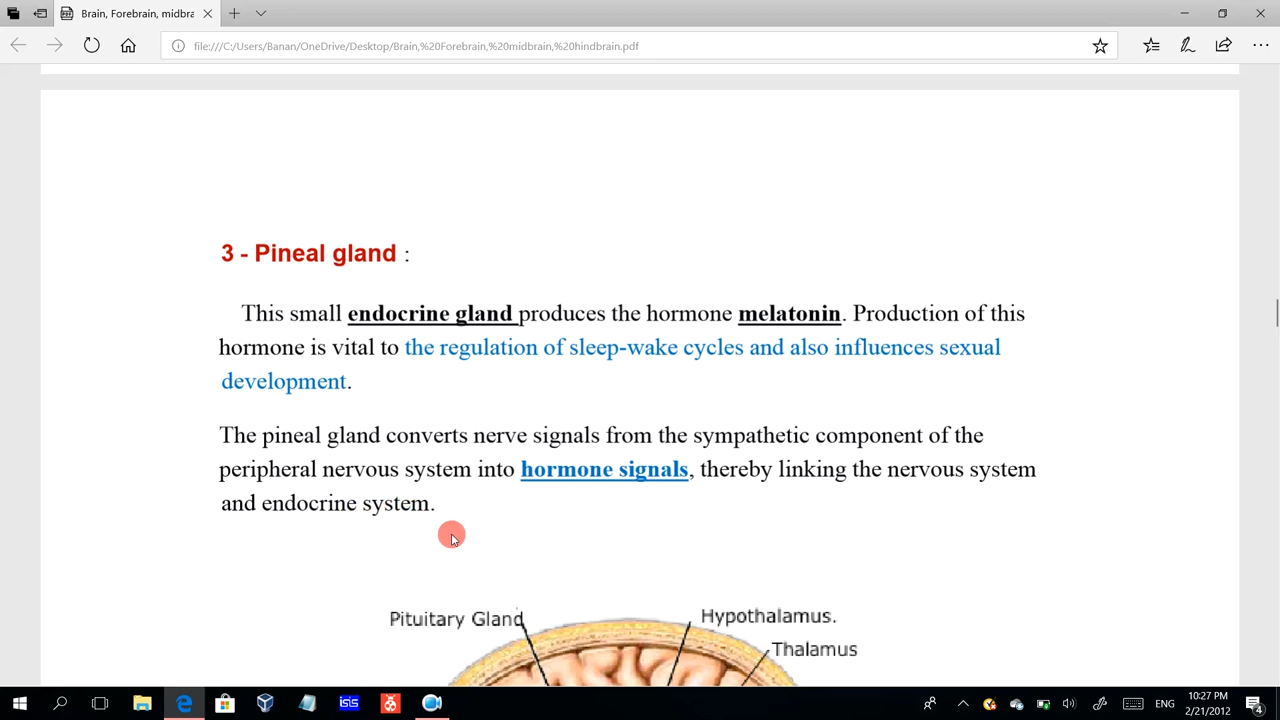 Brain, Forebrain, midbra
file:///C:/Users/Banan/OneDrive/Desktop/Brain,%20Forebrain,%20midbrain,%20hindbrain.pdf
3 - Pineal gland :
This small endocrine gland produces the hormone melatonin. Production of this
hormone is vital to the regulation of sleep-wake cycles and also influences sexual
development.
The pineal gland converts nerve signals from the sympathetic component of the
peripheral nervous system into hormone signals, thereby linking the nervous system
and endocrine system.
Pituitary Gland
Hypothalamus.
Thalamus
ISIS
ENG
10:27 PM
2/21/2012
4